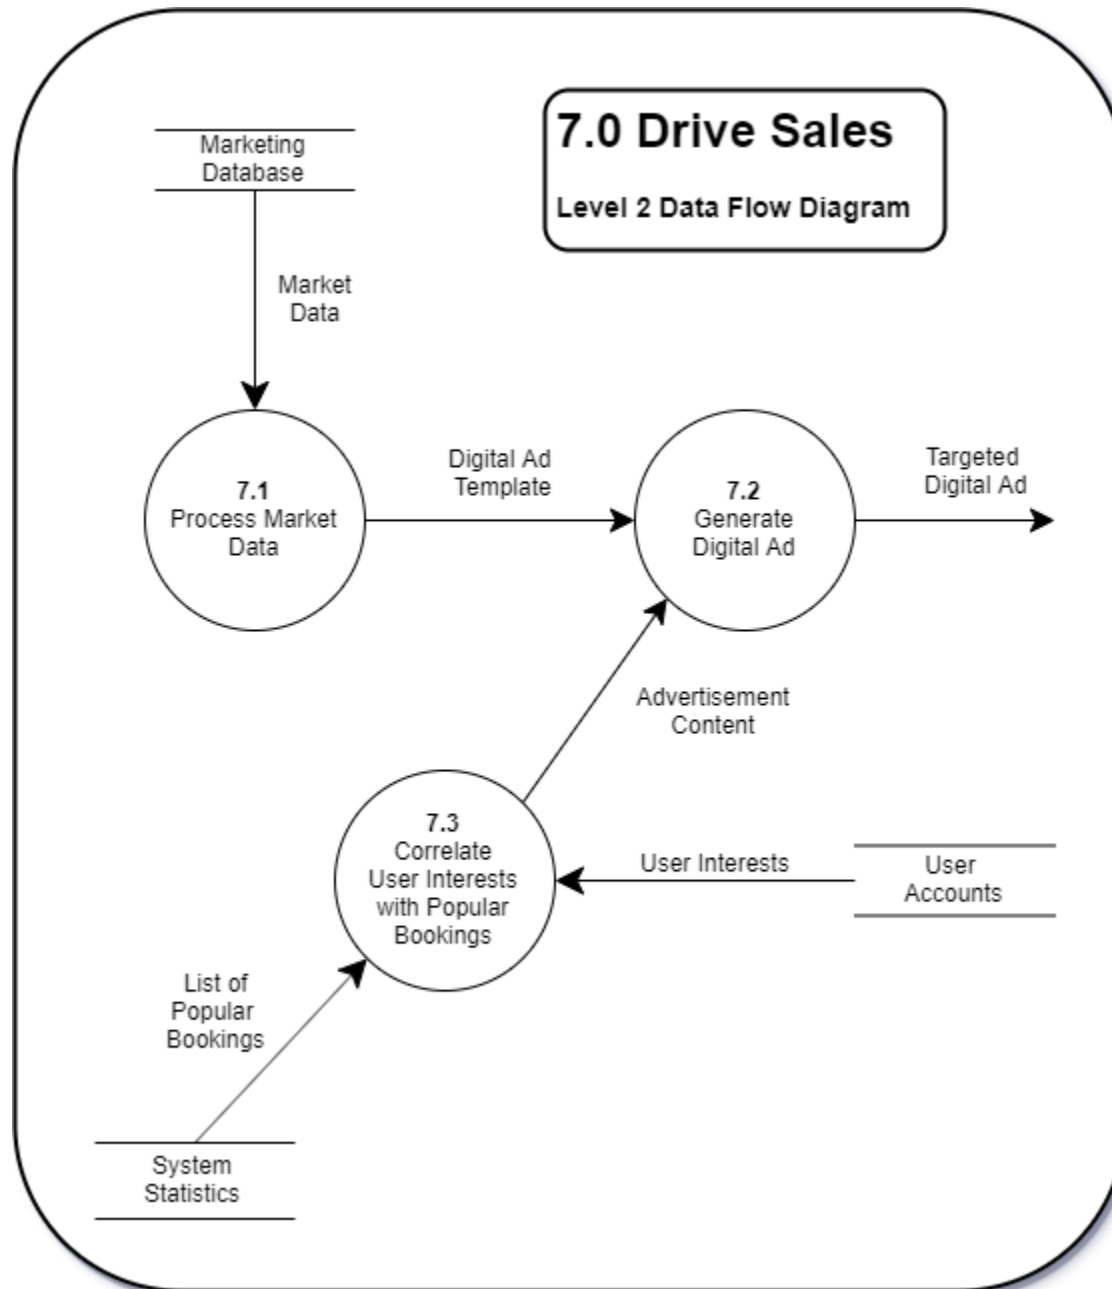 7.0 Drive Sales
Level 2 Data Flow Diagram
Marketing
Database
Market
Data
7.1
Process Market
Data
Digital Ad
Template
7.2
Generate
Digital Ad
Targeted
Digital Ad
Advertisement
Content
7.3
Correlate
User Interests
with Popular
Bookings
User Interests
User
Accounts
List of
Popular
Bookings
System
Statistics